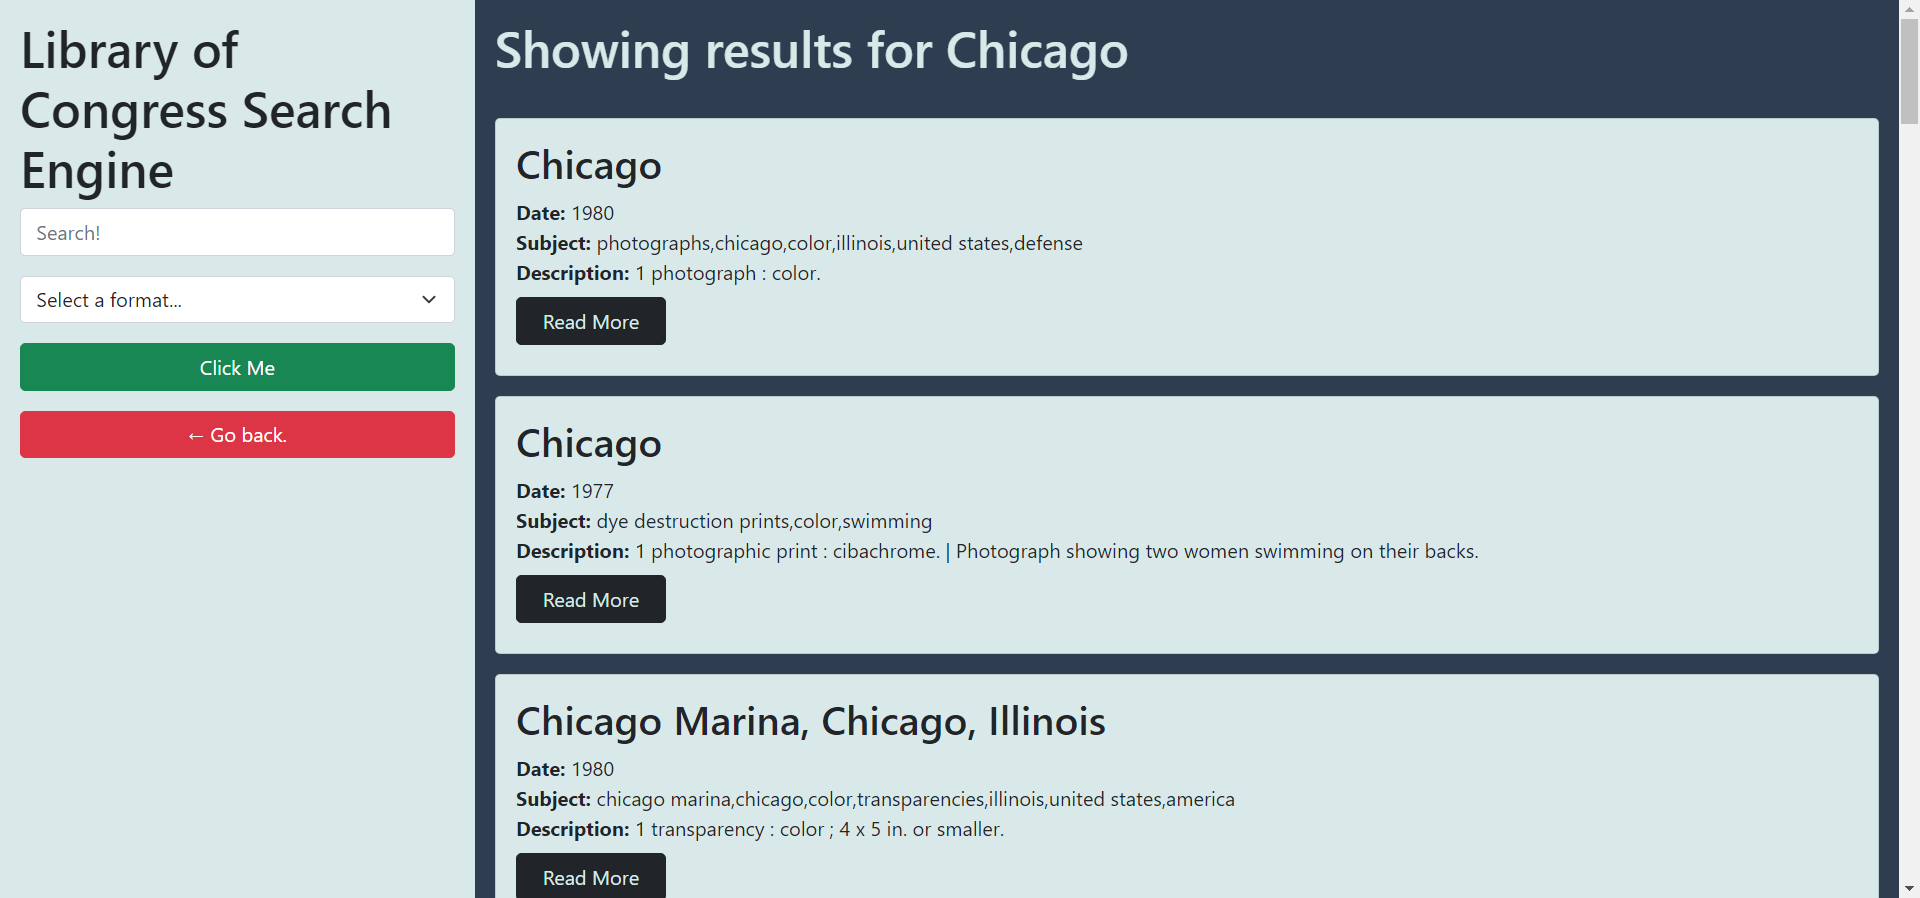 Library of
Congress Search
Engine
Search!
Select a format...
Click Me
← Go back.
Showing results for Chicago
Chicago
Date: 1980
Subject: photographs,chicago,color,illinois,united states,defense
Description: 1 photograph : color.
Read More
Chicago
Date: 1977
Subject: dye destruction prints,color,swimming
Description: 1 photographic print : cibachrome. | Photograph showing two women swimming on their backs.
Read More
Chicago Marina, Chicago, Illinois
Date: 1980
Subject: chicago marina,chicago,color,transparencies,illinois,united states,america
Description: 1 transparency : color ; 4 x 5 in. or smaller.
Read More